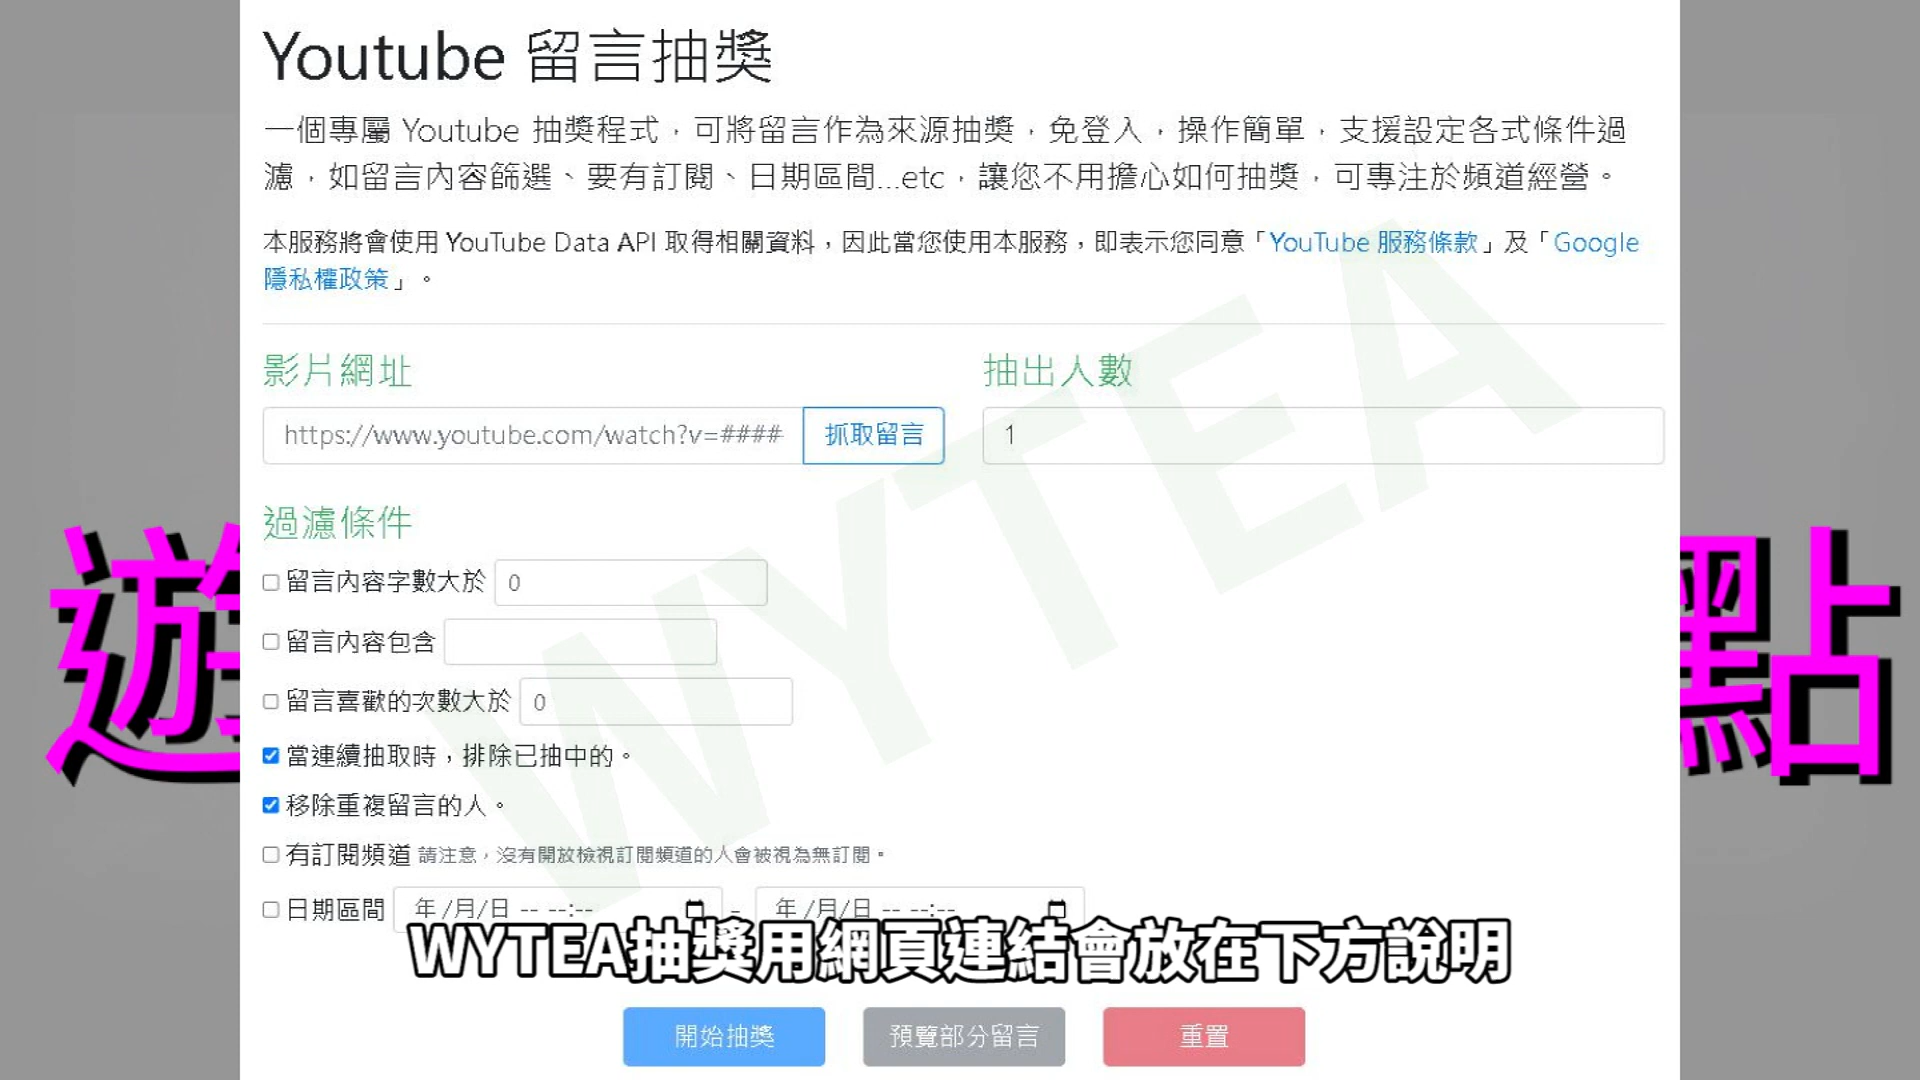 Youtube 留言抽獎
一個專屬 Youtube 抽獎程式，可將留言作為來源抽獎，免登入，操作簡單，支援設定各式條件過
濾，如留言內容篩選、要有訂閱、日期區間...etc，讓您不用擔心如何抽獎，可專注於頻道經營。
本服務將會使用 YouTube Data API 取得相關資料，因此當您使用本服務，即表示您同意「YouTube 服務條款」及「Google
隱私權政策」。
影片網址
抽出人數
https://www.youtube.com/watch?v=####
抓取留言
1
過濾條件
留言內容字數大於 0
留言內容包含
留言喜歡的次數大於 0
當連續抽取時，排除已抽中的。
移除重複留言的人。
有訂閱頻道 請注意，沒有開放檢視訂閱頻道的人會被視為無訂閱。
日期區間 年 /月/日 -- --:-- - 年 /月/日 -- --:--
WYTEA抽獎用網頁連結會放在下方說明
開始抽獎
預覽部分留言
重置
WYTEA
遊
點